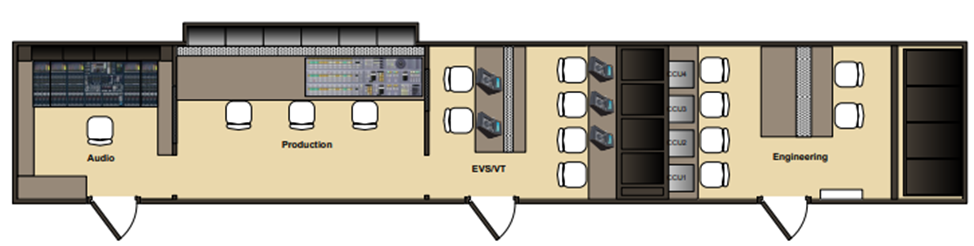 Audio
Production
EVS/VT
CCU4
CCU3
CCU2
CCU1
Engineering